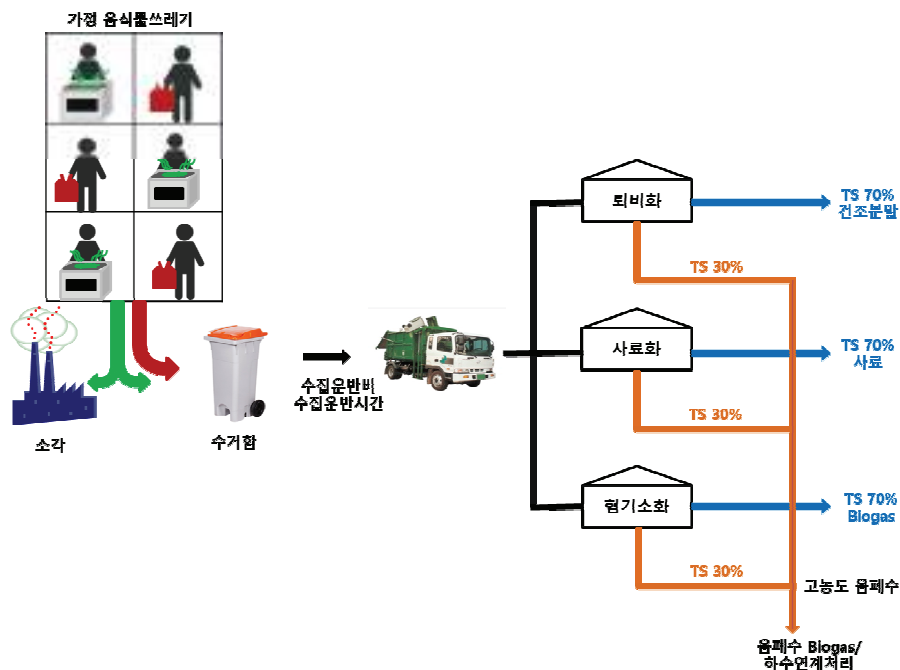 가정 음식물쓰레기
소각
수거함
수집운반비
수집운반시간
퇴비화
TS 70%
건조분말
TS 30%
사료화
TS 70%
사료
TS 30%
혐기소화
TS 70%
Biogas
TS 30%
고농도 음폐수
음폐수 Biogas/
하수연계처리